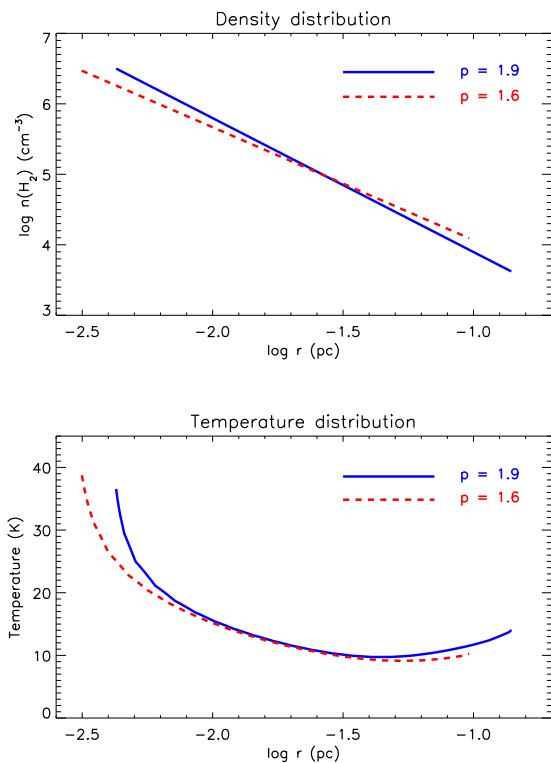 Density distribution
7
6
5
4
3
log n(H₂) (cm⁻³)
p = 1.9
p = 1.6
−2.5 −2.0 −1.5 −1.0
log r (pc)
Temperature distribution
40
30
20
10
0
Temperature (K)
p = 1.9
p = 1.6
−2.5 −2.0 −1.5 −1.0
log r (pc)